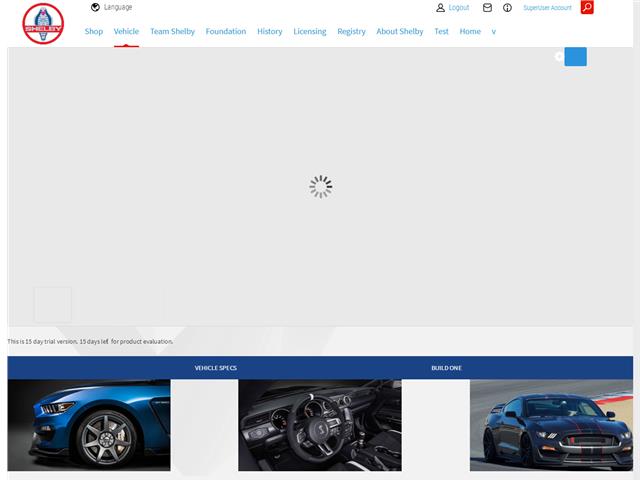 Language
Logout
SuperUser Account
SHELBY
Shop Vehicle Team Shelby Foundation History Licensing Registry About Shelby Test Home v
This is 15 day trial version, 15 days left for product evaluation.
VEHICLE SPECS BUILD ONE